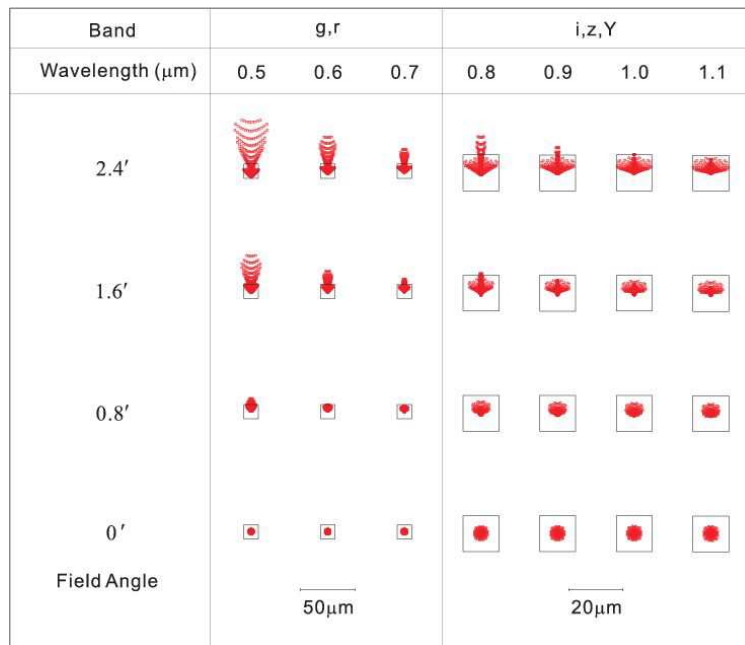 Band g,r i,z,Y
Wavelength (μm) 0.5 0.6 0.7 0.8 0.9 1.0 1.1
2.4′
1.6′
0.8′
0′
Field Angle
50μm 20μm